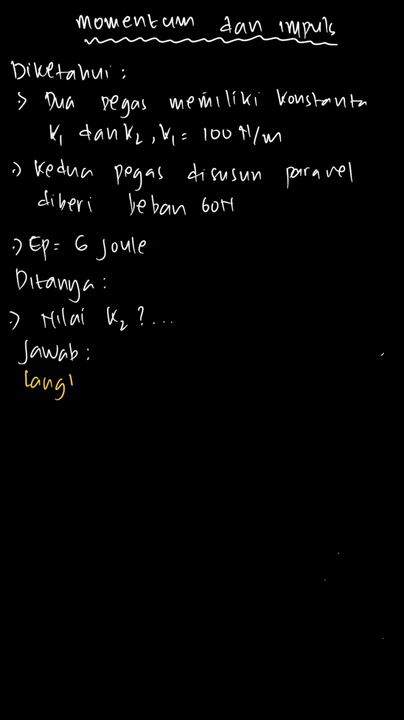 momentum dan impuls
Diketahui :
:> Dua pegas memiliki konstanta
k₁ dan k₂, k₁ = 100 N/m
:> kedua pegas disusun paravel
diberi beban 60N
:> Ep = 6 Joule
Ditanya :
:> Nilai k₂ ? ...
Jawab :